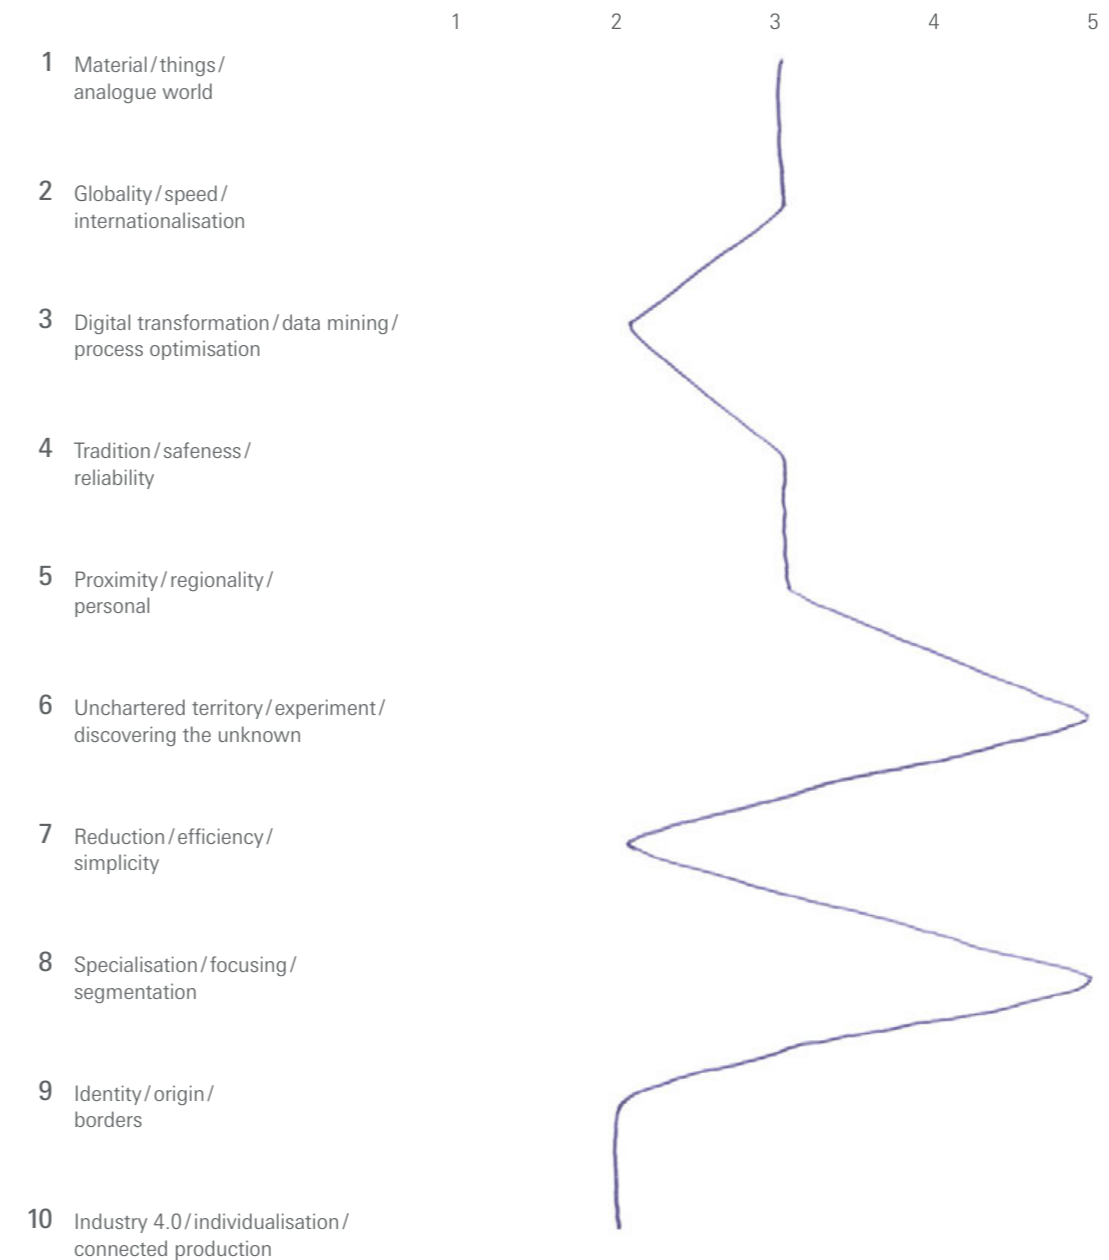 1 2 3 4 5
1 Material/things/
analogue world
2 Globality/speed/
internationalisation
3 Digital transformation/data mining/
process optimisation
4 Tradition/safeness/
reliability
5 Proximity/regionality/
personal
6 Unchartered territory/experiment/
discovering the unknown
7 Reduction/efficiency/
simplicity
8 Specialisation/focusing/
segmentation
9 Identity/origin/
borders
10 Industry 4.0/individualisation/
connected production